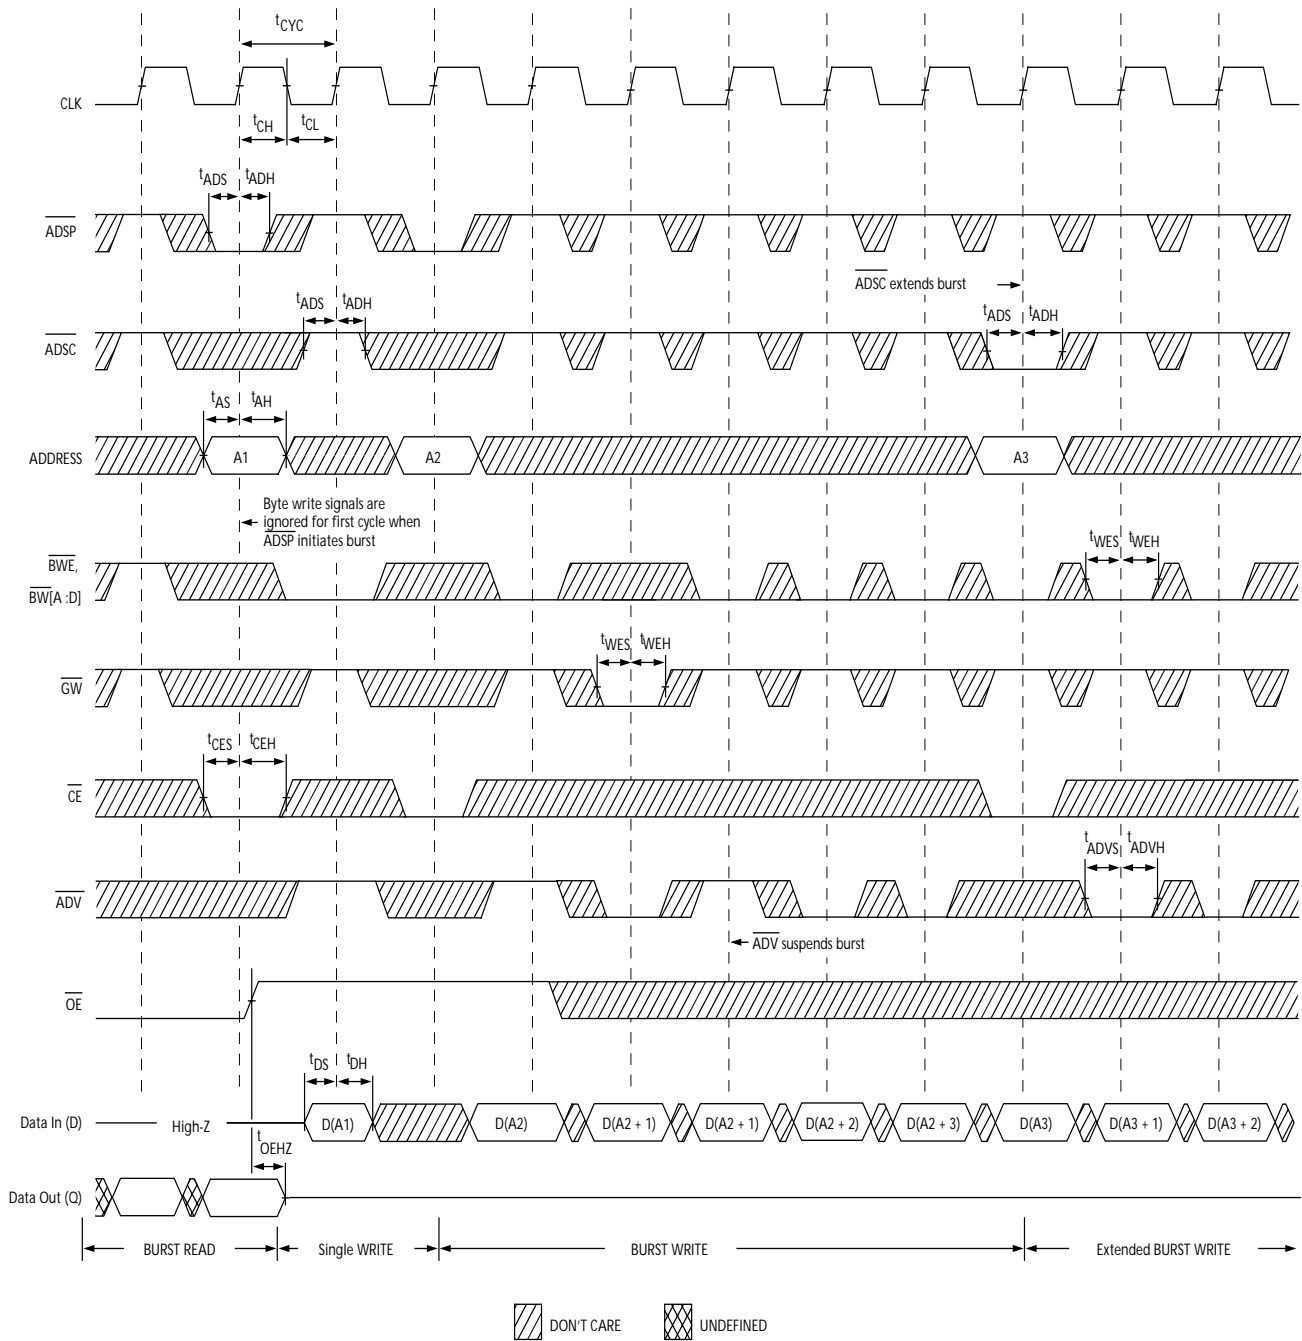 tCYC
CLK
tCH
tCL
tADS
tADH
ADSP
ADSC extends burst
tADS
tADH
tADS
tADH
ADSC
tAS
tAH
ADDRESS
A1
A2
A3
Byte write signals are
ignored for first cycle when
ADSP initiates burst
tWES
tWEH
BWE,
BW[A :D]
tWES
tWEH
GW
tCES
tCEH
CE
tADVS
tADVH
ADV
ADV suspends burst
OE
tDS
tDH
Data In (D)
High-Z
D(A1)
D(A2)
D(A2 + 1)
D(A2 + 1)
D(A2 + 2)
D(A2 + 3)
D(A3)
D(A3 + 1)
D(A3 + 2)
tOEHZ
Data Out (Q)
BURST READ
Single WRITE
BURST WRITE
Extended BURST WRITE
DON'T CARE
UNDEFINED